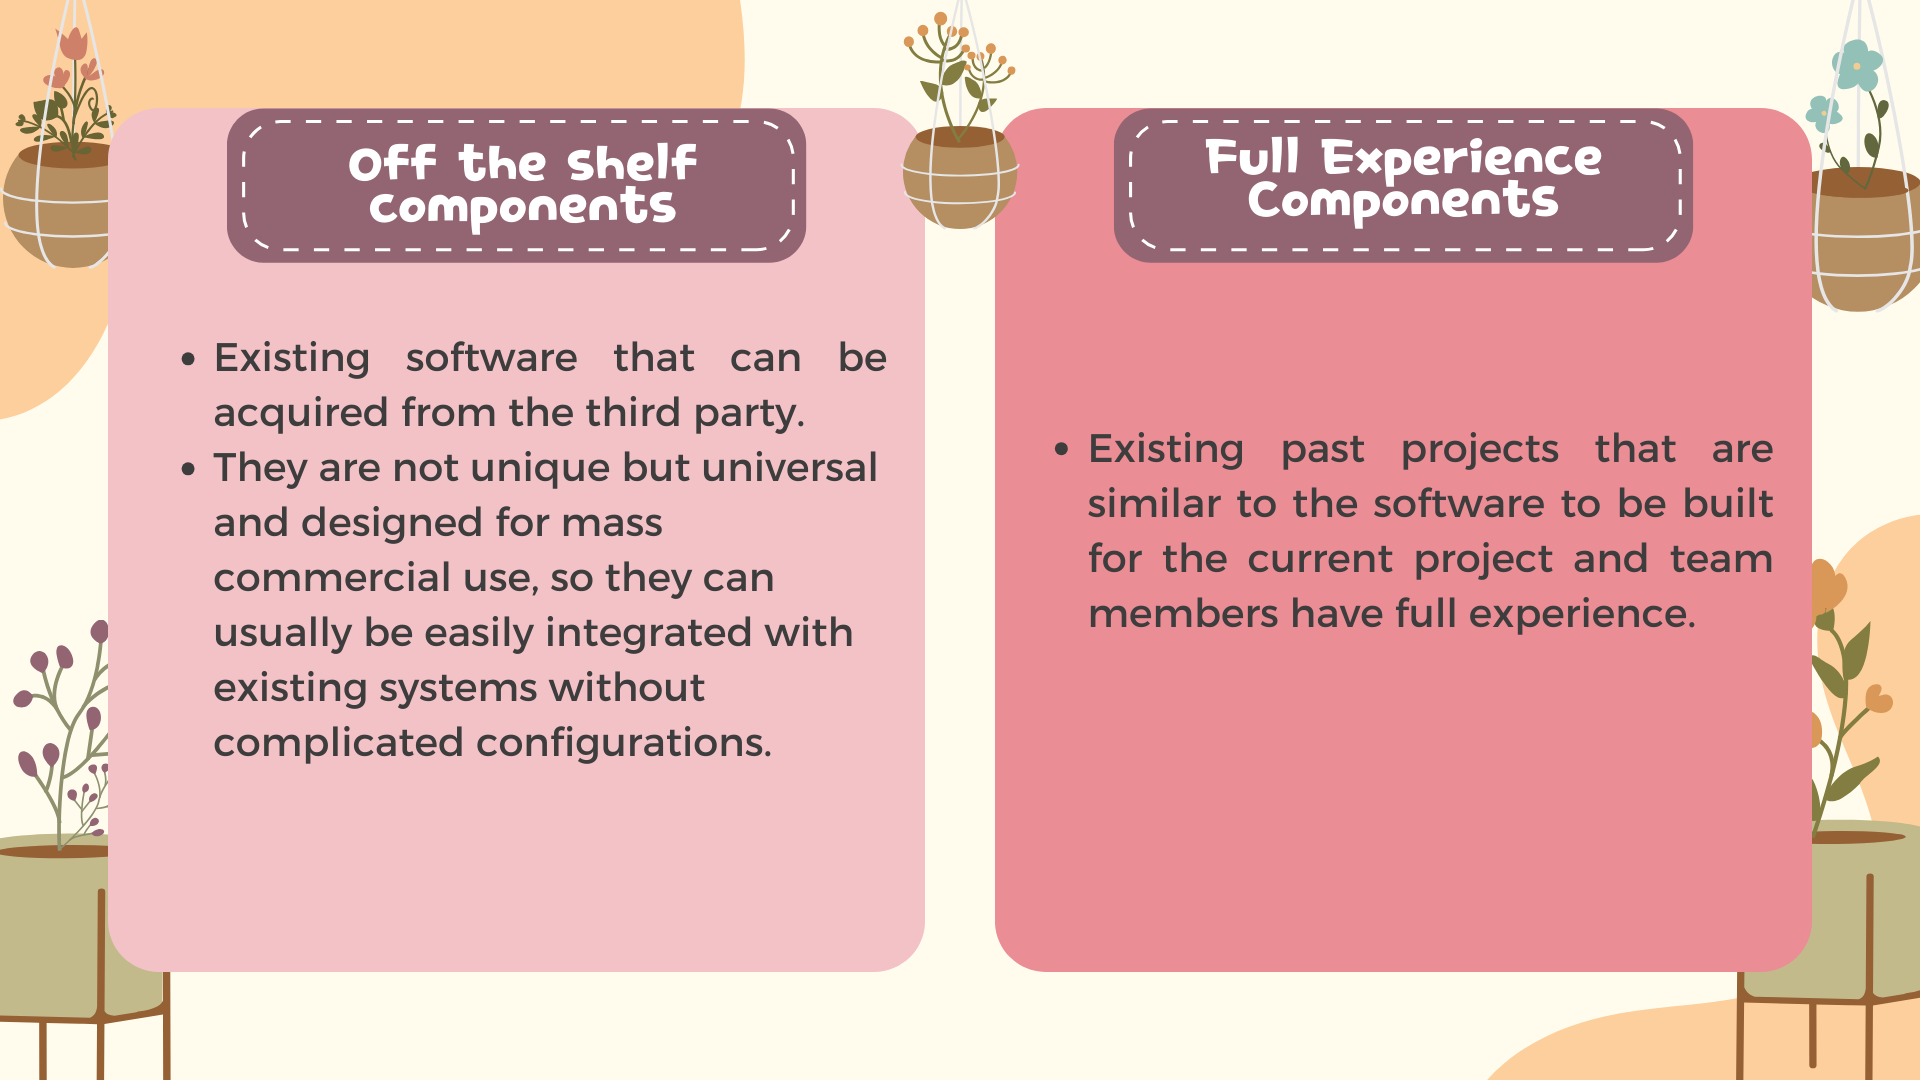 Off the shelf
components
• Existing software that can be
acquired from the third party.
• They are not unique but universal
and designed for mass
commercial use, so they can
usually be easily integrated with
existing systems without
complicated configurations.
Full Experience
Components
• Existing past projects that are
similar to the software to be built
for the current project and team
members have full experience.